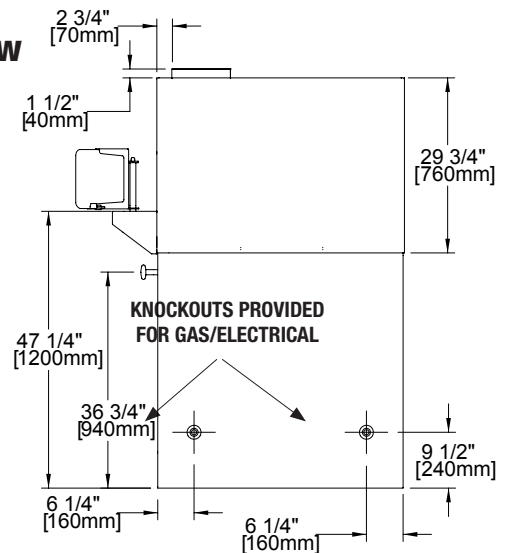 w
2 3/4"
[70mm]
1 1/2"
[40mm]
29 3/4"
[760mm]
KNOCKOUTS PROVIDED
FOR GAS/ELECTRICAL
47 1/4"
[1200mm]
36 3/4"
[940mm]
9 1/2"
[240mm]
6 1/4"
[160mm]
6 1/4"
[160mm]